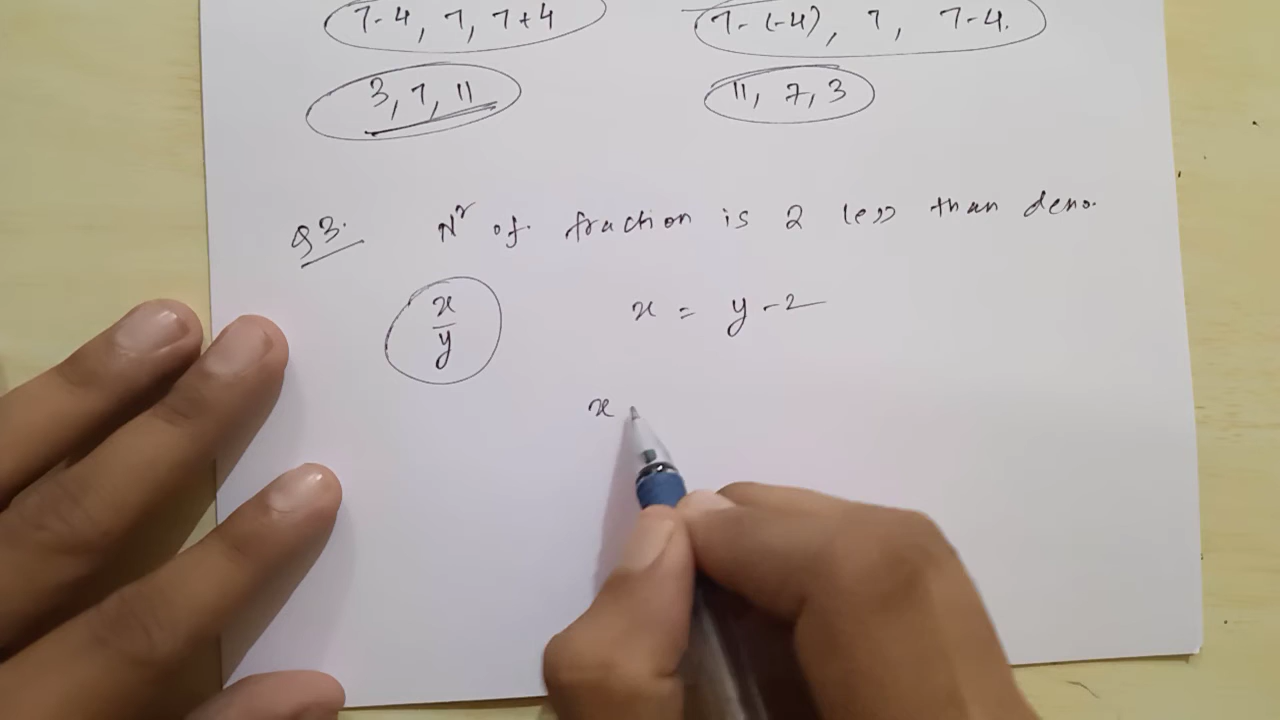 7-4, 7, 7+4 7-(-4), 7, 7-4.
3, 7, 11 11, 7, 3
Q3. Nr of fraction is 2 less than deno.
x/y x = y-2
x